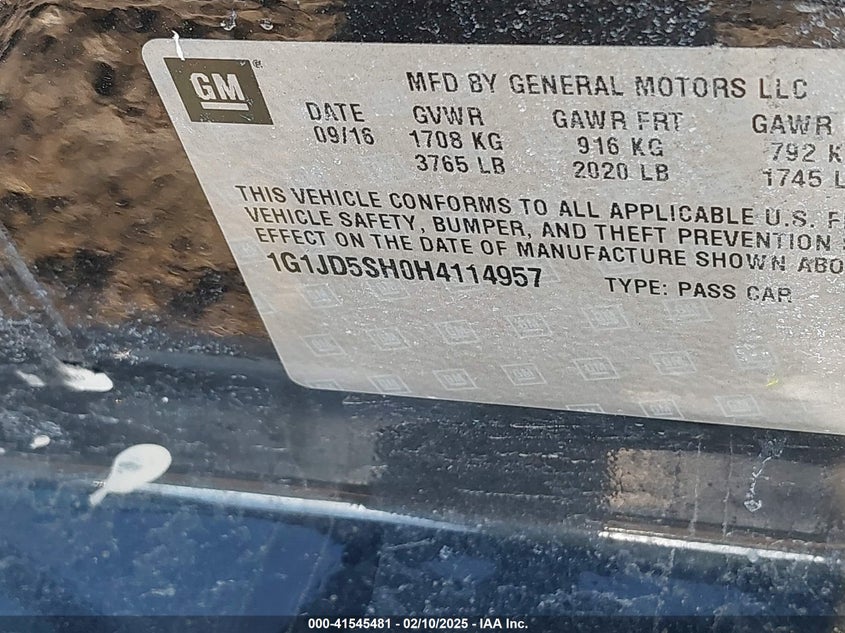 GM
MFD BY GENERAL MOTORS LLC
DATE GVWR GAWR FRT GAWR
09/16 1708 KG 916 KG 792 K
3765 LB 2020 LB 1745 L
THIS VEHICLE CONFORMS TO ALL APPLICABLE U.S. F
VEHICLE SAFETY, BUMPER, AND THEFT PREVENTION
EFFECT ON THE DATE OF MANUFACTURE SHOWN ABO
1G1JD5SH0H4114957 TYPE: PASS CAR
000-41545481 - 02/10/2025 - IAA Inc.